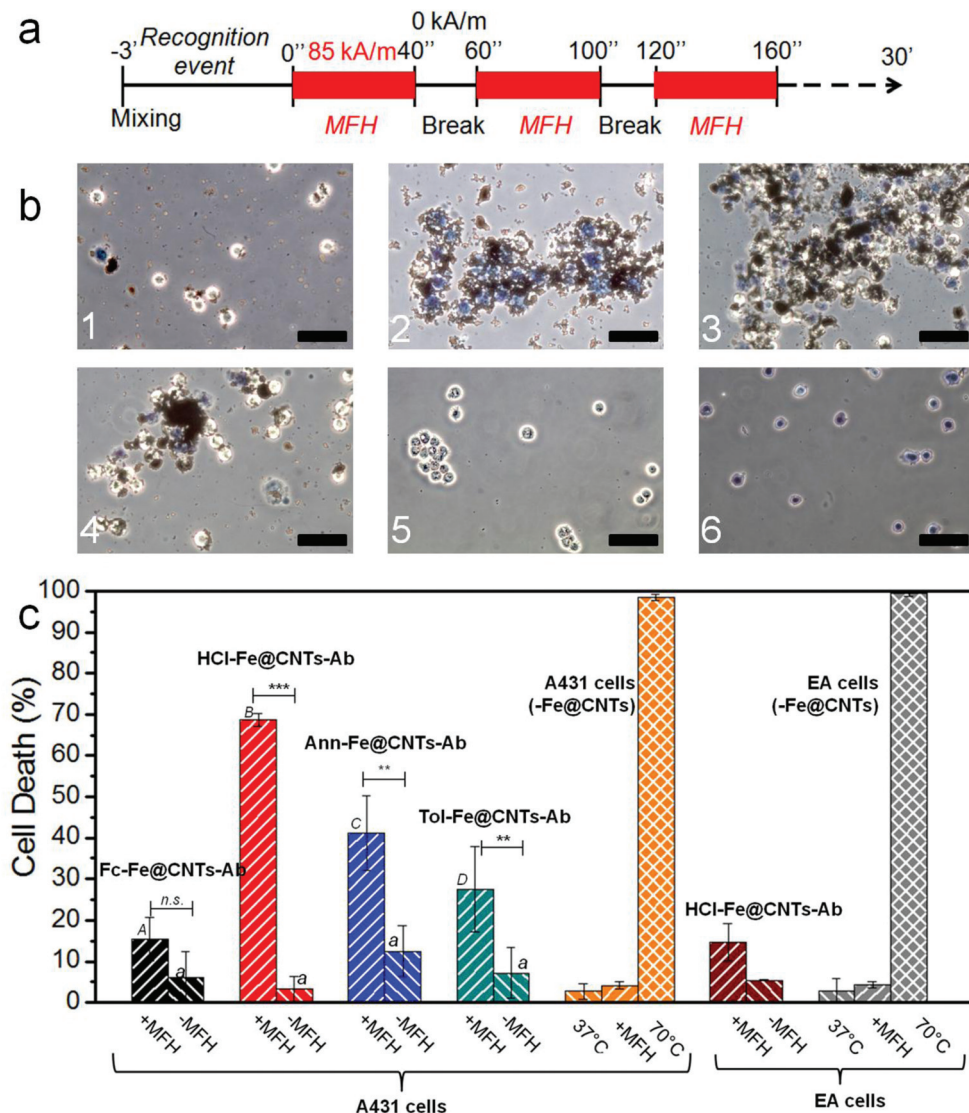 a
0 kA/m
-3’ Recognition event 0’’ 85 kA/m 40’’ 60’’ 100’’ 120’’ 160’’ 30’
Mixing MFH Break MFH Break MFH
b
1 2 3
4 5 6
c
Cell Death (%)
100
90
80
70
60
50
40
30
20
10
0
Fc-Fe@CNTs-Ab
n.s.
A a
HCl-Fe@CNTs-Ab
***
B a
Ann-Fe@CNTs-Ab
**
C a
Tol-Fe@CNTs-Ab
**
D a
A431 cells
(-Fe@CNTs)
HCl-Fe@CNTs-Ab
EA cells
(-Fe@CNTs)
+MFH -MFH +MFH -MFH +MFH -MFH +MFH -MFH 37°C +MFH 70°C +MFH -MFH 37°C +MFH 70°C
A431 cells EA cells